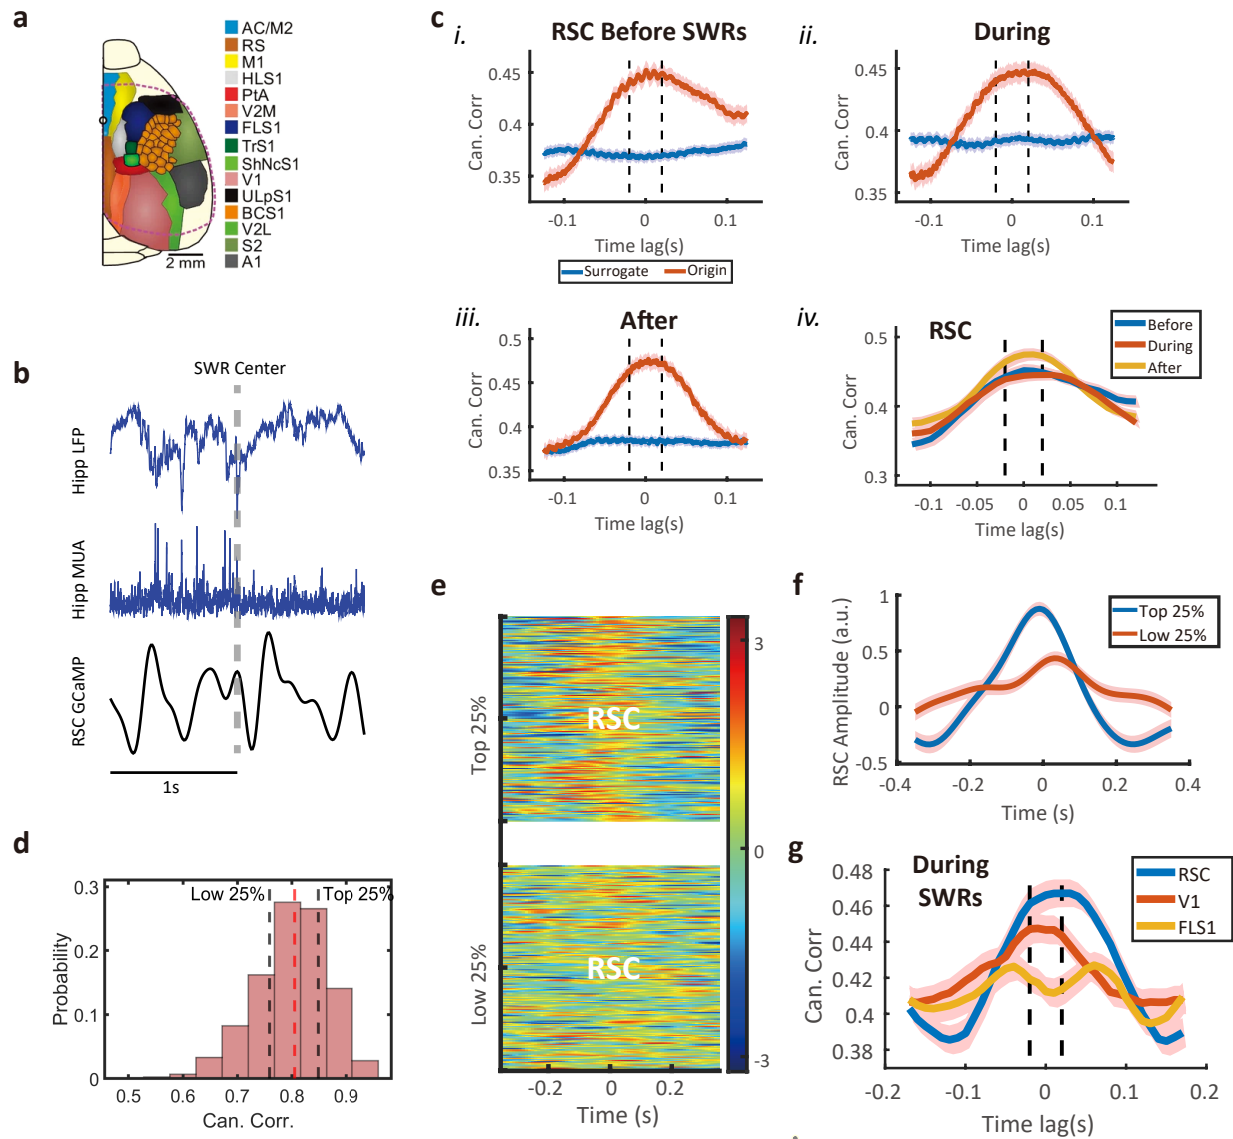 a
AC/M2
RS
M1
HLS1
PtA
V2M
FLS1
TrS1
ShNcS1
V1
ULpS1
BCS1
V2L
S2
A1
2 mm
b
SWR Center
Hipp LFP
Hipp MUA
RSC GCaMP
1s
c
i.
RSC Before SWRs
0.45
0.4
0.35
Can. Corr
-0.1
0
0.1
Time lag(s)
Surrogate
Origin
ii.
During
0.45
0.4
0.35
Can. Corr
-0.1
0
0.1
Time lag(s)
iii.
After
0.5
0.45
0.4
0.35
Can. Corr
-0.1
0
0.1
Time lag(s)
iv.
RSC
Before
During
After
0.5
0.4
0.3
Can. Corr
-0.1
-0.05
0
0.05
0.1
Time lag(s)
d
Low 25%
Top 25%
0.3
0.2
0.1
0
Probability
0.5
0.6
0.7
0.8
0.9
Can. Corr.
e
Top 25%
RSC
Low 25%
RSC
3
0
-3
-0.2
0
0.2
Time (s)
f
Top 25%
Low 25%
1
0.5
0
-0.5
RSC Amplitude (a.u.)
-0.4
-0.2
0
0.2
0.4
Time (s)
g
During
SWRs
RSC
V1
FLS1
0.48
0.46
0.44
0.42
0.4
0.38
Can. Corr
-0.2
-0.1
0
0.1
0.2
Time lag(s)